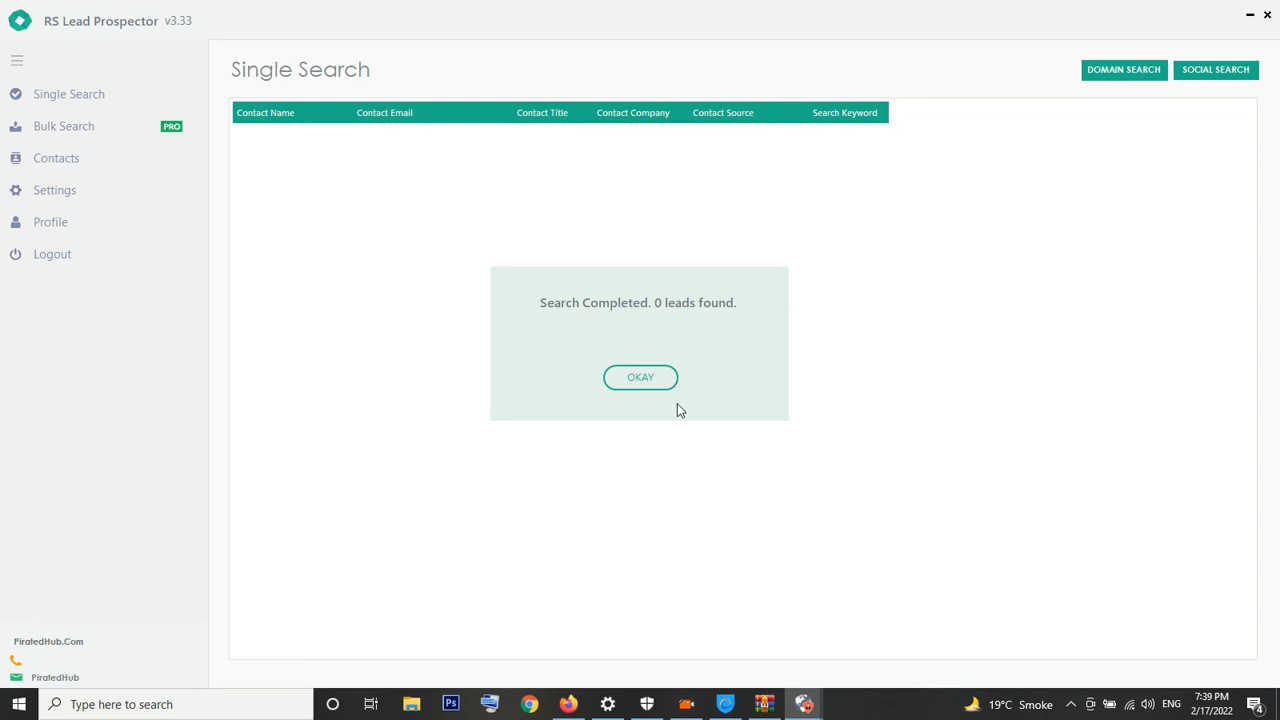 RS Lead Prospector v3.33
Single Search
DOMAIN SEARCH
SOCIAL SEARCH
Single Search
Bulk Search PRO
Contacts
Settings
Profile
Logout
Contact Name Contact Email Contact Title Contact Company Contact Source Search Keyword
Search Completed. 0 leads found.
OKAY
PiratedHub.Com
PiratedHub
Type here to search
Ps
19°C Smoke
ENG
7:39 PM
2/17/2022
4